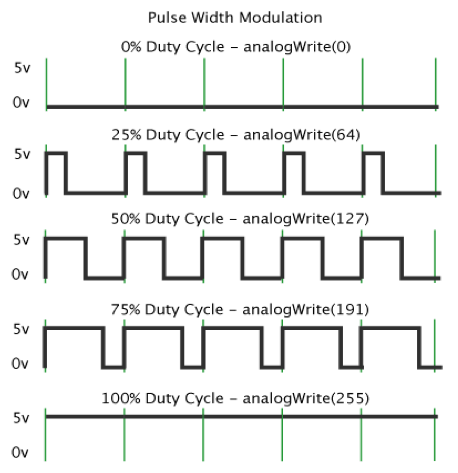 Pulse Width Modulation
0% Duty Cycle – analogWrite(0)
5v
0v
25% Duty Cycle – analogWrite(64)
5v
0v
50% Duty Cycle – analogWrite(127)
5v
0v
75% Duty Cycle – analogWrite(191)
5v
0v
100% Duty Cycle – analogWrite(255)
5v
0v